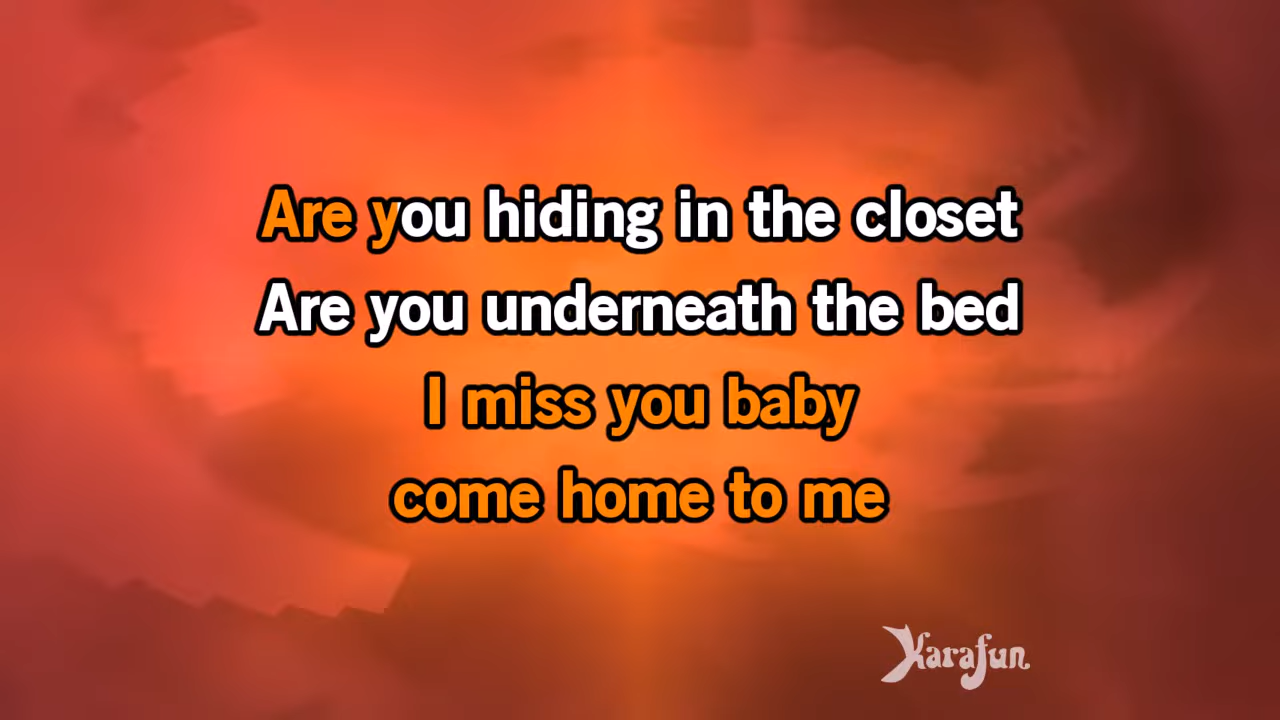 Are you hiding in the closet
Are you underneath the bed
I miss you baby
come home to me
Karafun